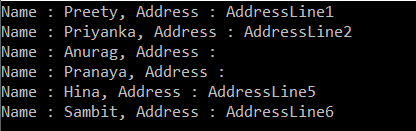 Name : Preety, Address : AddressLine1
Name : Priyanka, Address : AddressLine2
Name : Anurag, Address :
Name : Pranaya, Address :
Name : Hina, Address : AddressLine5
Name : Sambit, Address : AddressLine6